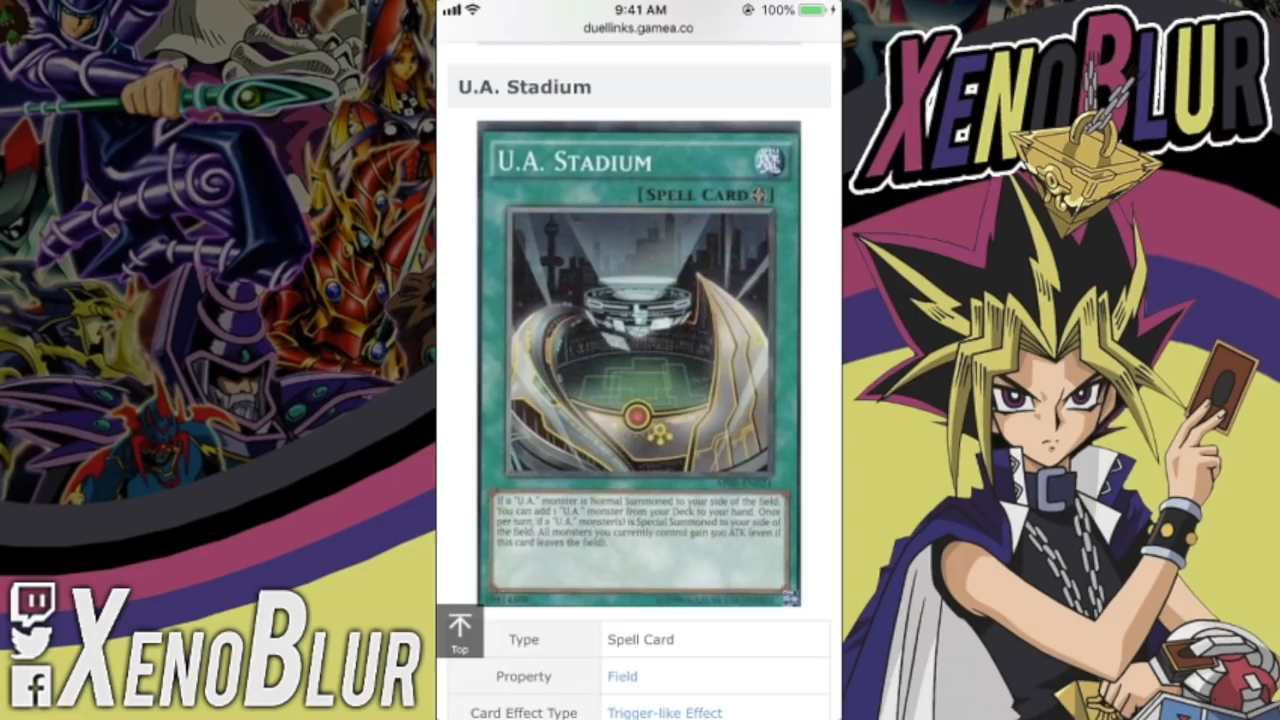 9:41 AM
100%
duellinks.gamea.co
U.A. Stadium
U.A. STADIUM
[SPELL CARD]
If a "U.A." monster is Normal Summoned to your side of the field:
You can add 1 "U.A." monster from your Deck to your hand. Once
per turn, if a "U.A." monster(s) is Special Summoned to your side of
the field: All monsters you currently control gain 500 ATK (even if
this card leaves the field).
Top
Type
Spell Card
Property
Field
Card Effect Type
Trigger-like Effect
XENOBLUR
XENOBLUR